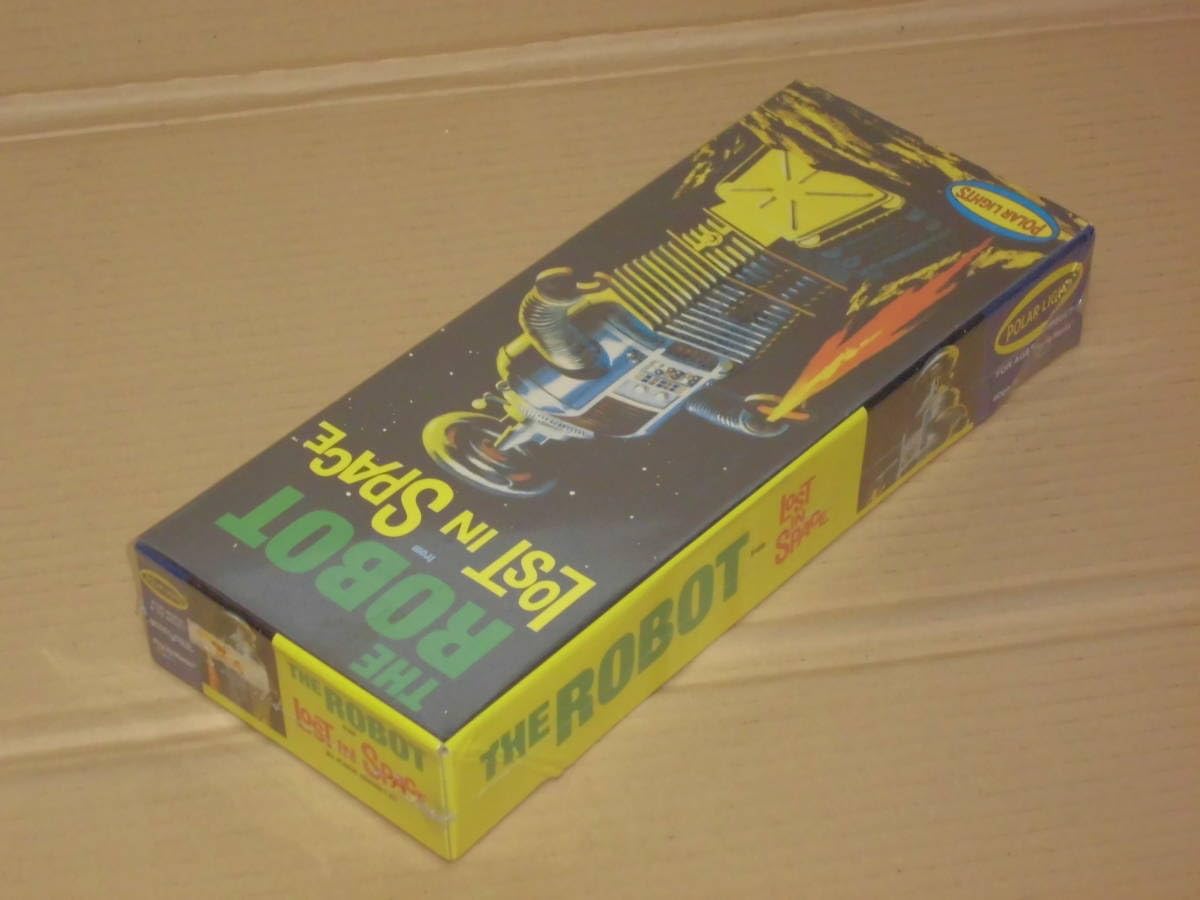 THE
ROBOT
from
LOST IN SPACE
POLAR LIGHTS
THE ROBOT
LOST IN SPACE
THE ROBOT
LOST
IN
SPACE
POLAR LIGHTS